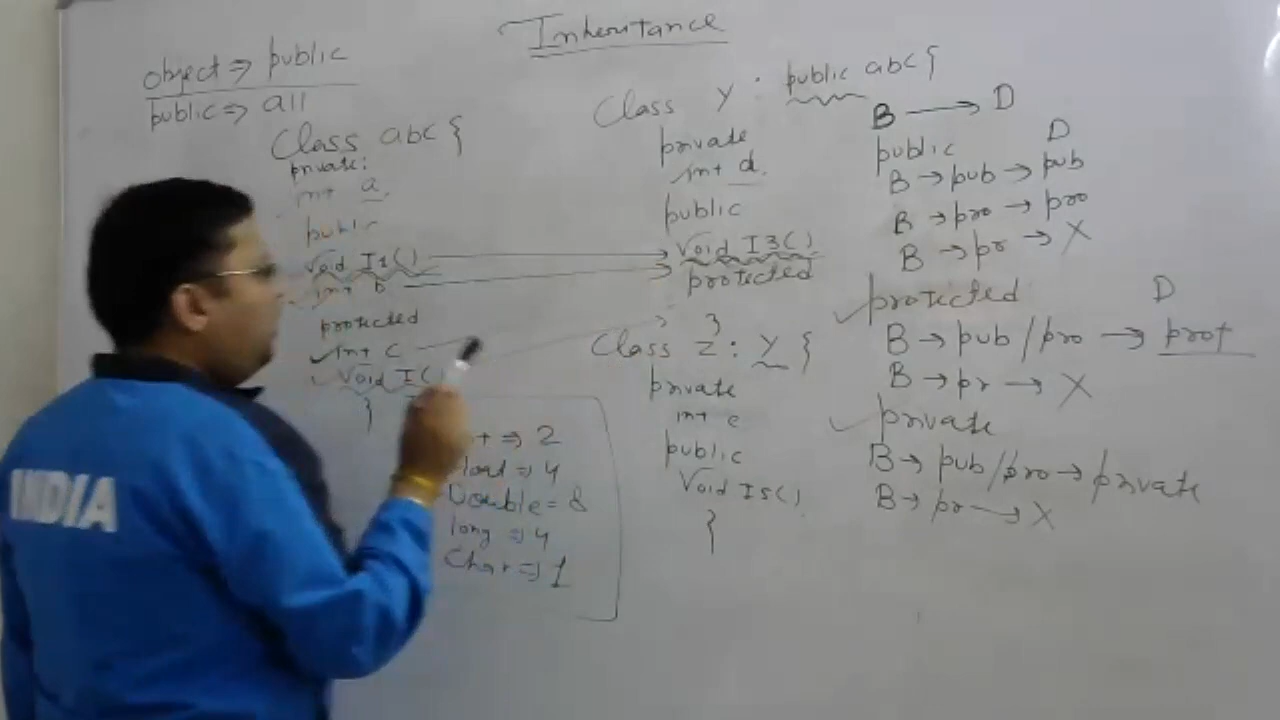 Inheritance
object => public
public => all
Class abc {
private:
int a
public
Void I1()
int b
protected
int c
Void I()
}
=> 2
=> 4
Double = 8
long => 4
Char => 1
Class Y : public abc {
private
int d
public
Void I3()
protected
}
Class Z : Y {
private
int e
public
Void I5()
}
B → D
D
public
B → pub → pub
B → pro → pro
B → pr → X
protected
D
B → pub/pro → prot
B → pr → X
private
B → pub/pro → private
B → pr → X
INDIA